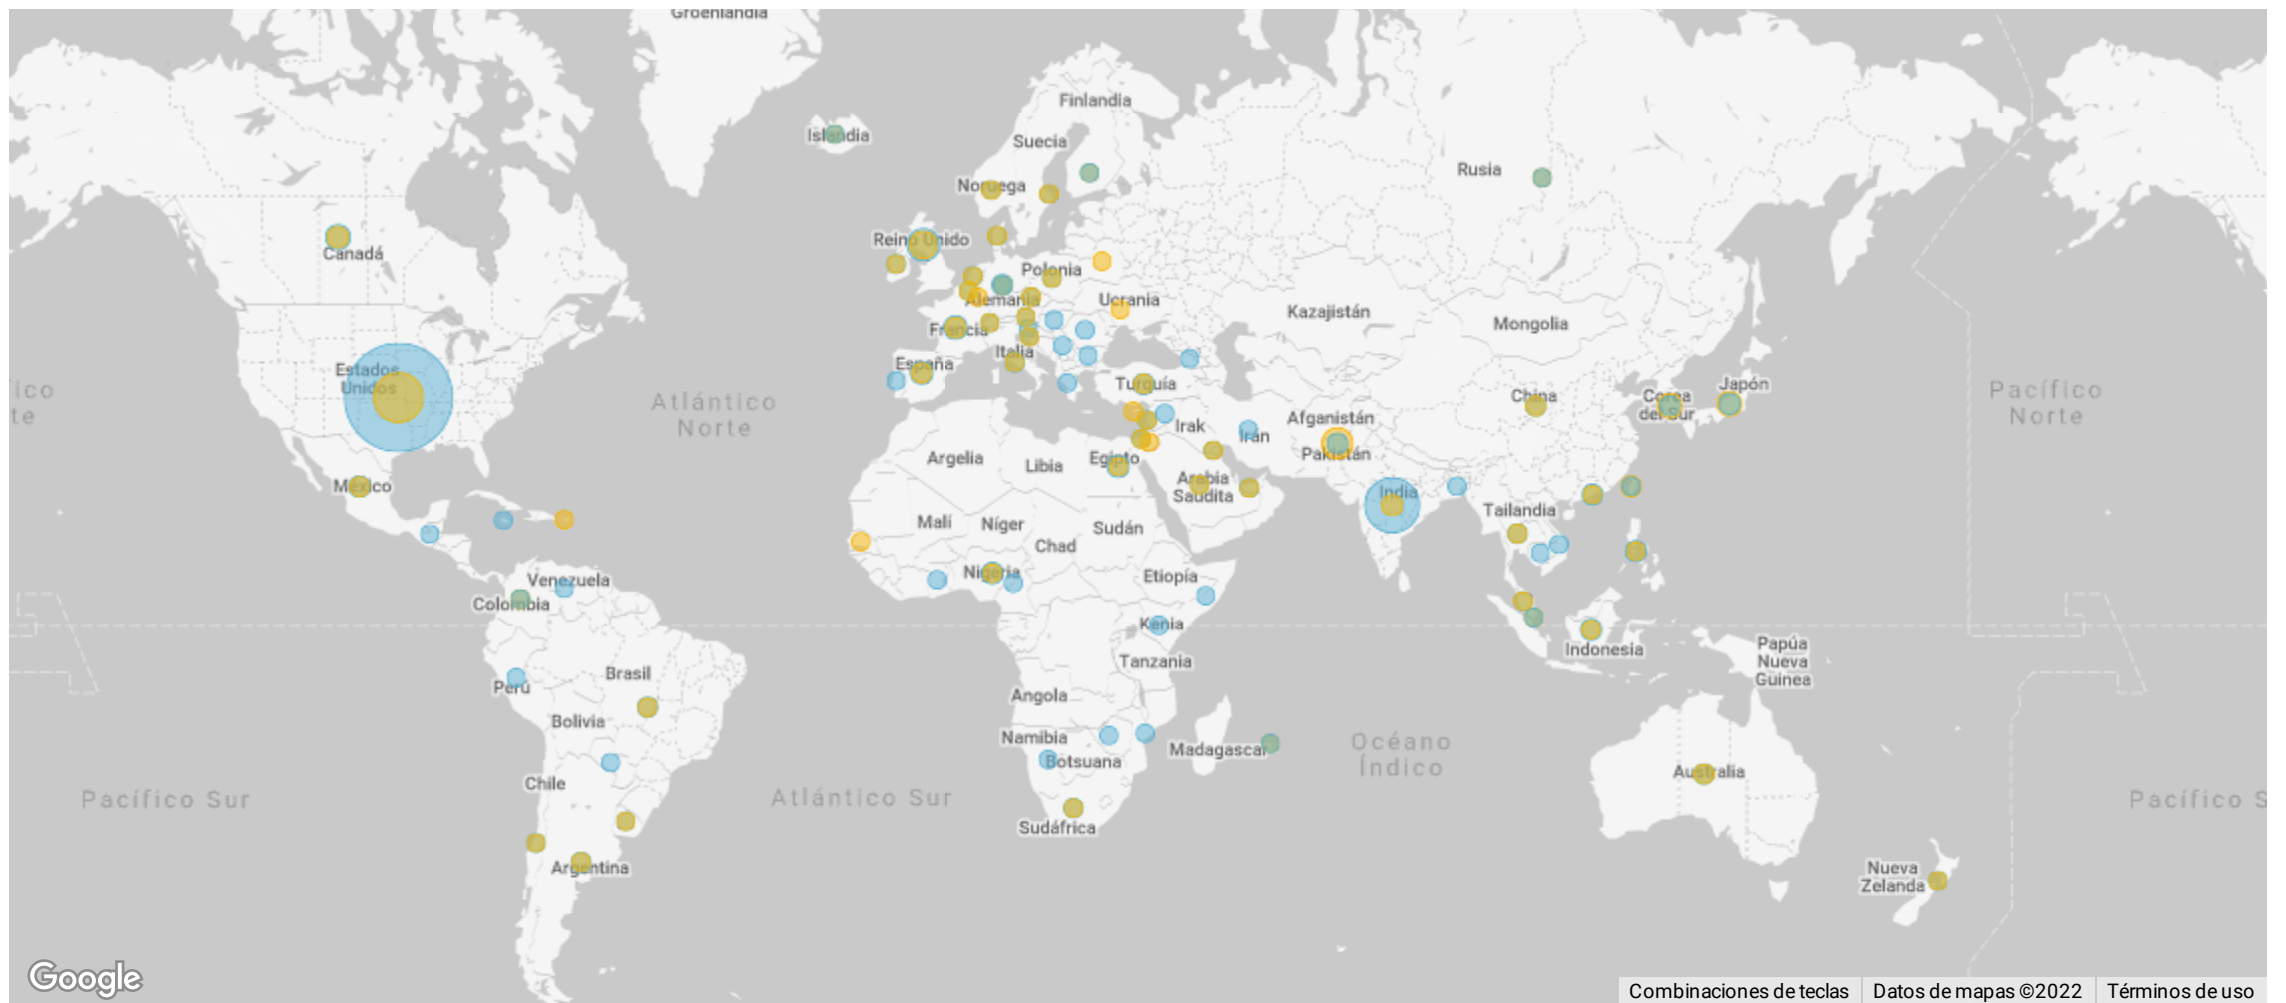 Groenlandia
Finlandia
Islandia
Suecia
Rusia
Noruega
Canadá
Reino Unido
Polonia
Alemania
Ucrania
Kazajistán
Mongolia
Francia
Italia
España
Estados
Unidos
Turquía
China
Corea
del Sur
Japón
ico
te
Atlántico
Norte
Pacífico
Norte
Afganistán
Irak
Irán
Pakistán
Argelia
Libia
Egipto
Arabia
Saudita
México
India
Tailandia
Malí
Níger
Sudán
Chad
Nigeria
Etiopía
Venezuela
Colombia
Kenia
Indonesia
Papúa
Nueva
Guinea
Tanzania
Perú
Brasil
Angola
Bolivia
Namibia
Botsuana
Madagascar
Océano
Índico
Australia
Chile
Pacífico Sur
Atlántico Sur
Pacífico S
Sudáfrica
Argentina
Nueva
Zelanda
Google
Combinaciones de teclas
Datos de mapas ©2022
Términos de uso